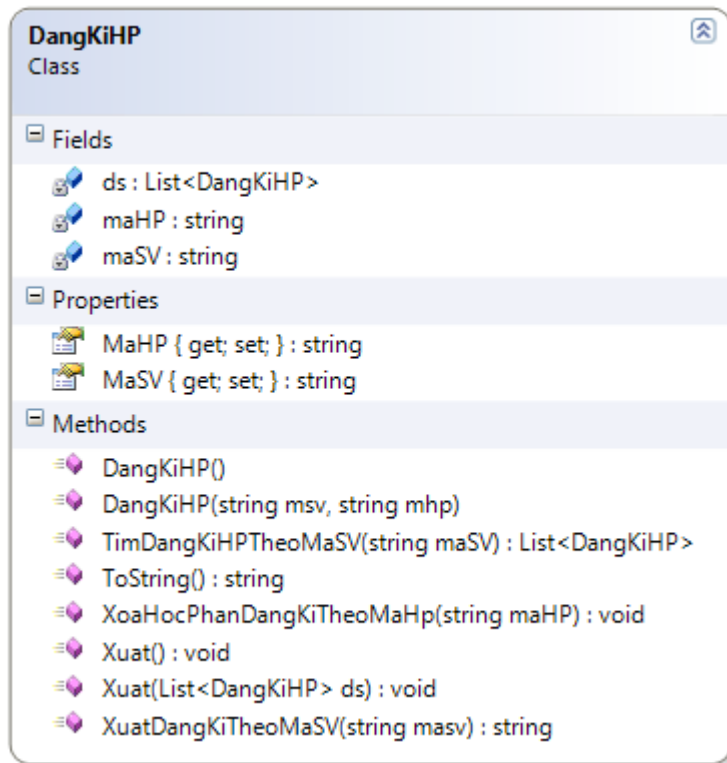 DangKiHP
Class
Fields
ds : List<DangKiHP>
maHP : string
maSV : string
Properties
MaHP { get; set; } : string
MaSV { get; set; } : string
Methods
DangKiHP()
DangKiHP(string msv, string mhp)
TimDangKiHPTheoMaSV(string maSV) : List<DangKiHP>
ToString() : string
XoaHocPhanDangKiTheoMaHp(string maHP) : void
Xuat() : void
Xuat(List<DangKiHP> ds) : void
XuatDangKiTheoMaSV(string masv) : string